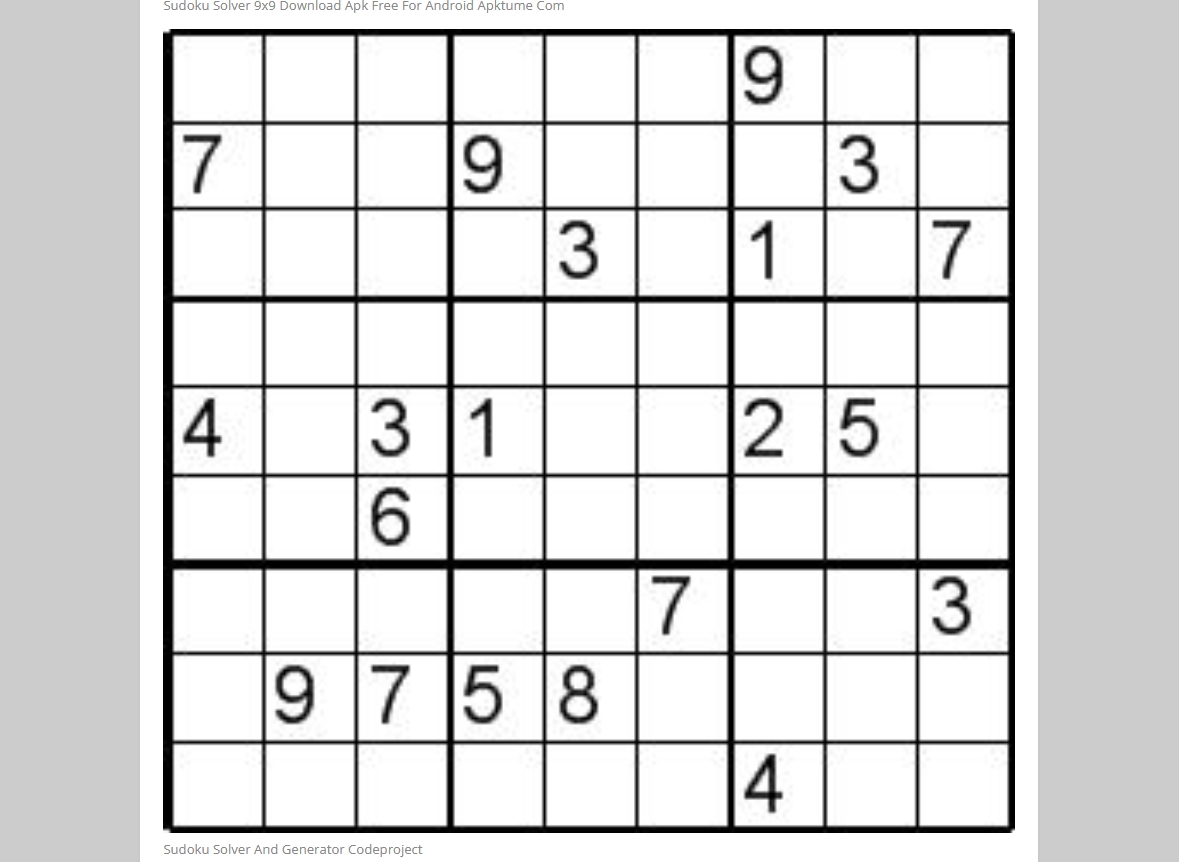 Sudoku Solver 9x9 Download Apk Free For Android Apktume Com
9
7 9 3
3 1 7
4 3 1 2 5
6
7 3
9 7 5 8
4
Sudoku Solver And Generator Codeproject